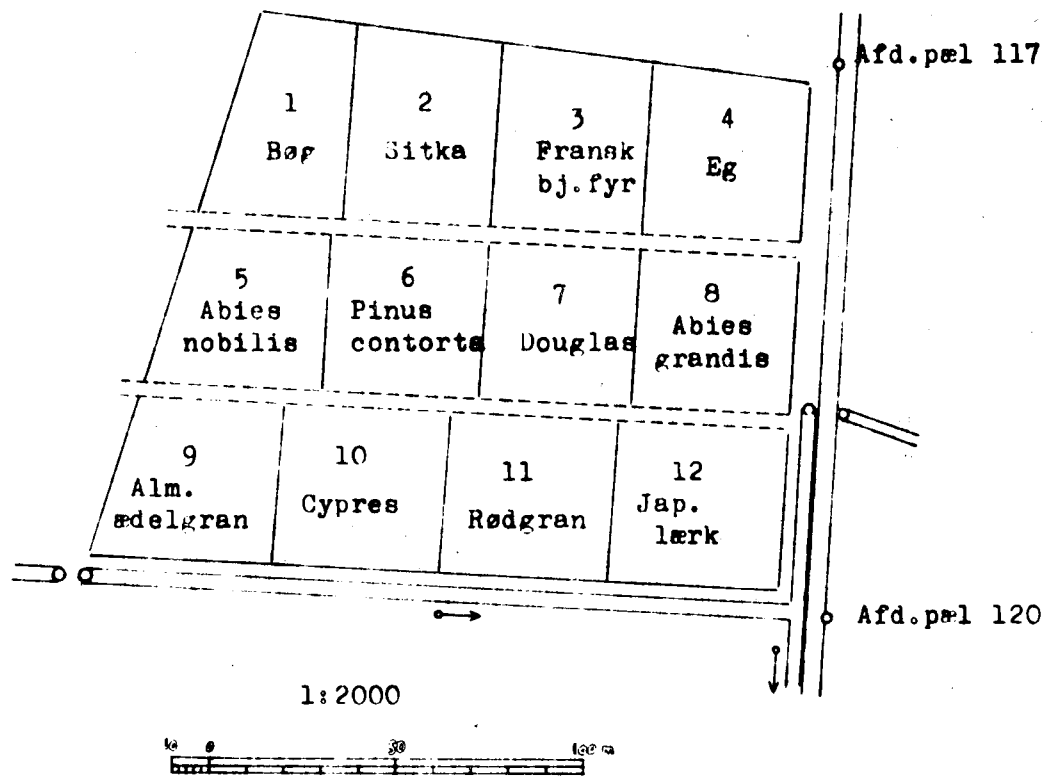 Afd.pæl 117
1
Bøg
2
Sitka
3
Fransk
bj.fyr
4
Eg
5
Abies
nobilis
6
Pinus
contorta
7
Douglas
8
Abies
grandis
9
Alm.
ædelgran
10
Cypres
11
Rødgran
12
Jap.
lærk
Afd.pæl 120
1:2000
10 0 50 100 m